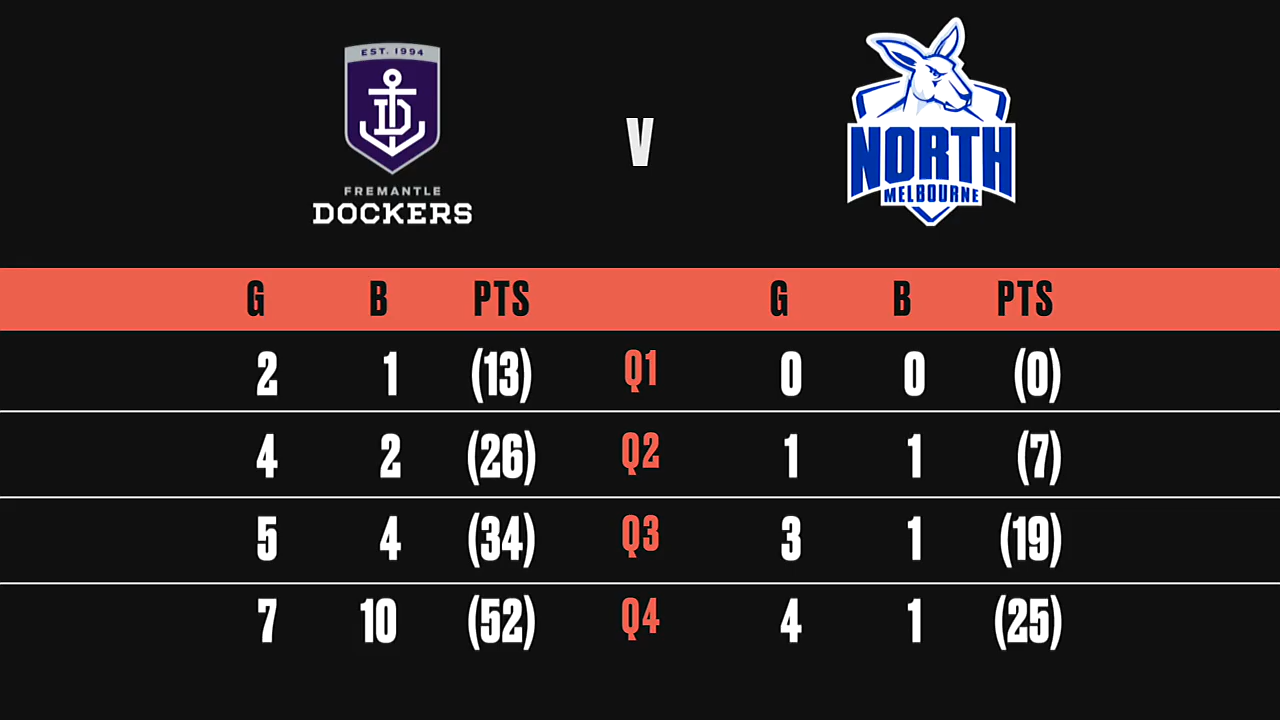 EST. 1994
D
FREMANTLE
DOCKERS
V
NORTH
MELBOURNE
G B PTS G B PTS
2 1 (13) Q1 0 0 (0)
4 2 (26) Q2 1 1 (7)
5 4 (34) Q3 3 1 (19)
7 10 (52) Q4 4 1 (25)